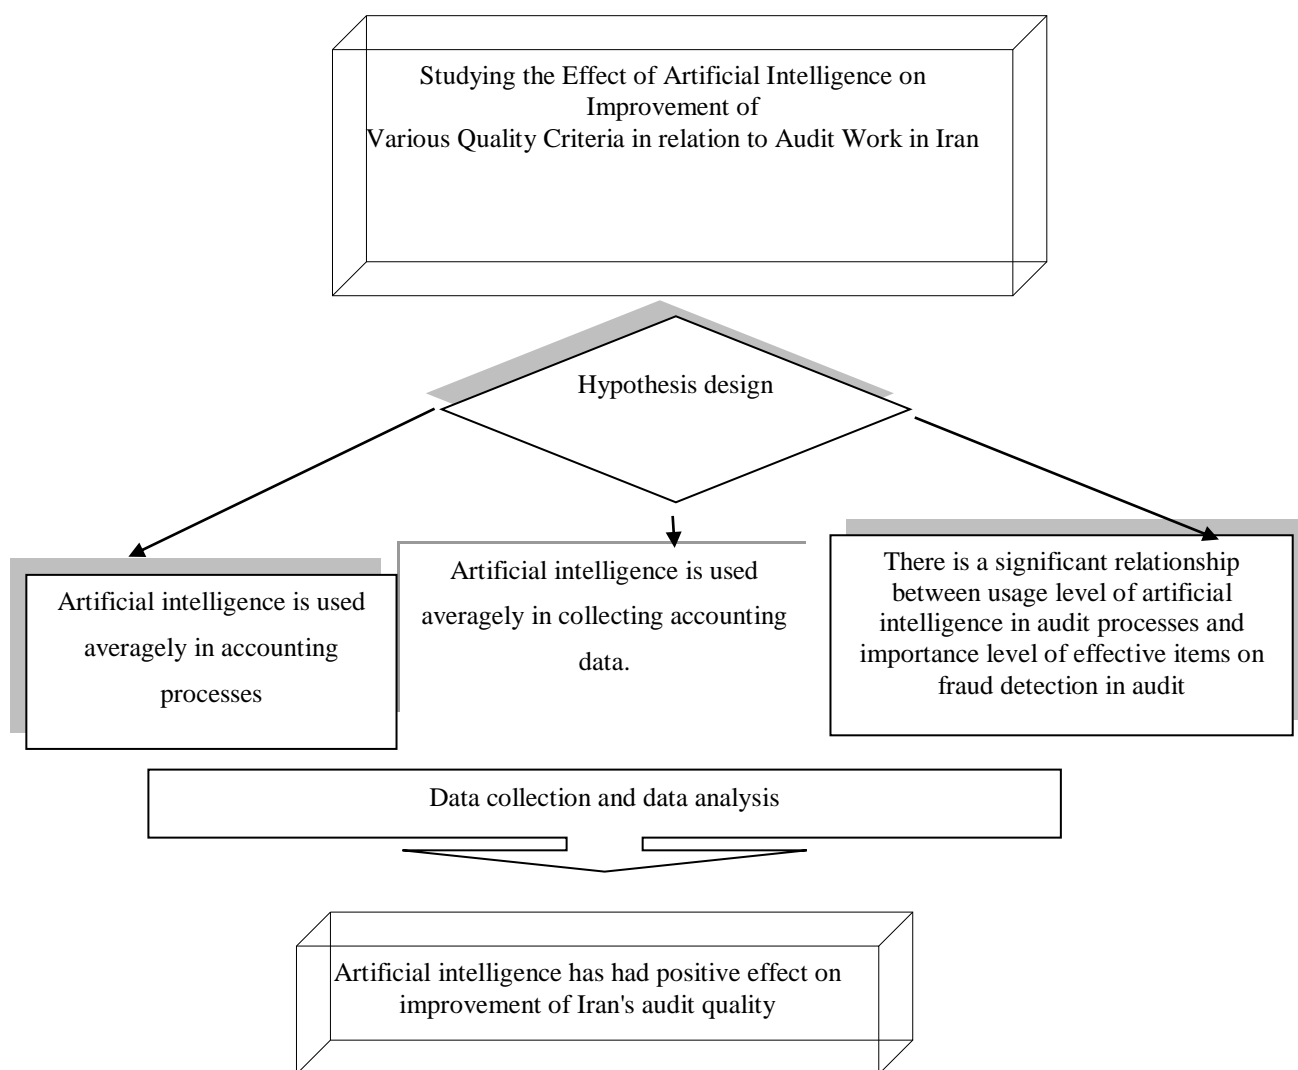 Studying the Effect of Artificial Intelligence on
Improvement of
Various Quality Criteria in relation to Audit Work in Iran
Hypothesis design
Artificial intelligence is used
averagely in accounting
processes
Artificial intelligence is used
averagely in collecting accounting
data.
There is a significant relationship
between usage level of artificial
intelligence in audit processes and
importance level of effective items on
fraud detection in audit
Data collection and data analysis
Artificial intelligence has had positive effect on
improvement of Iran's audit quality